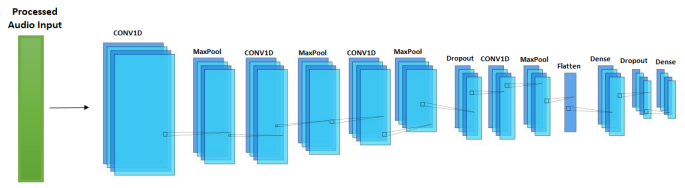 Processed
Audio Input
CONV1D
MaxPool
CONV1D
MaxPool
CONV1D
MaxPool
Dropout
CONV1D
MaxPool
Flatten
Dense
Dropout
Dense